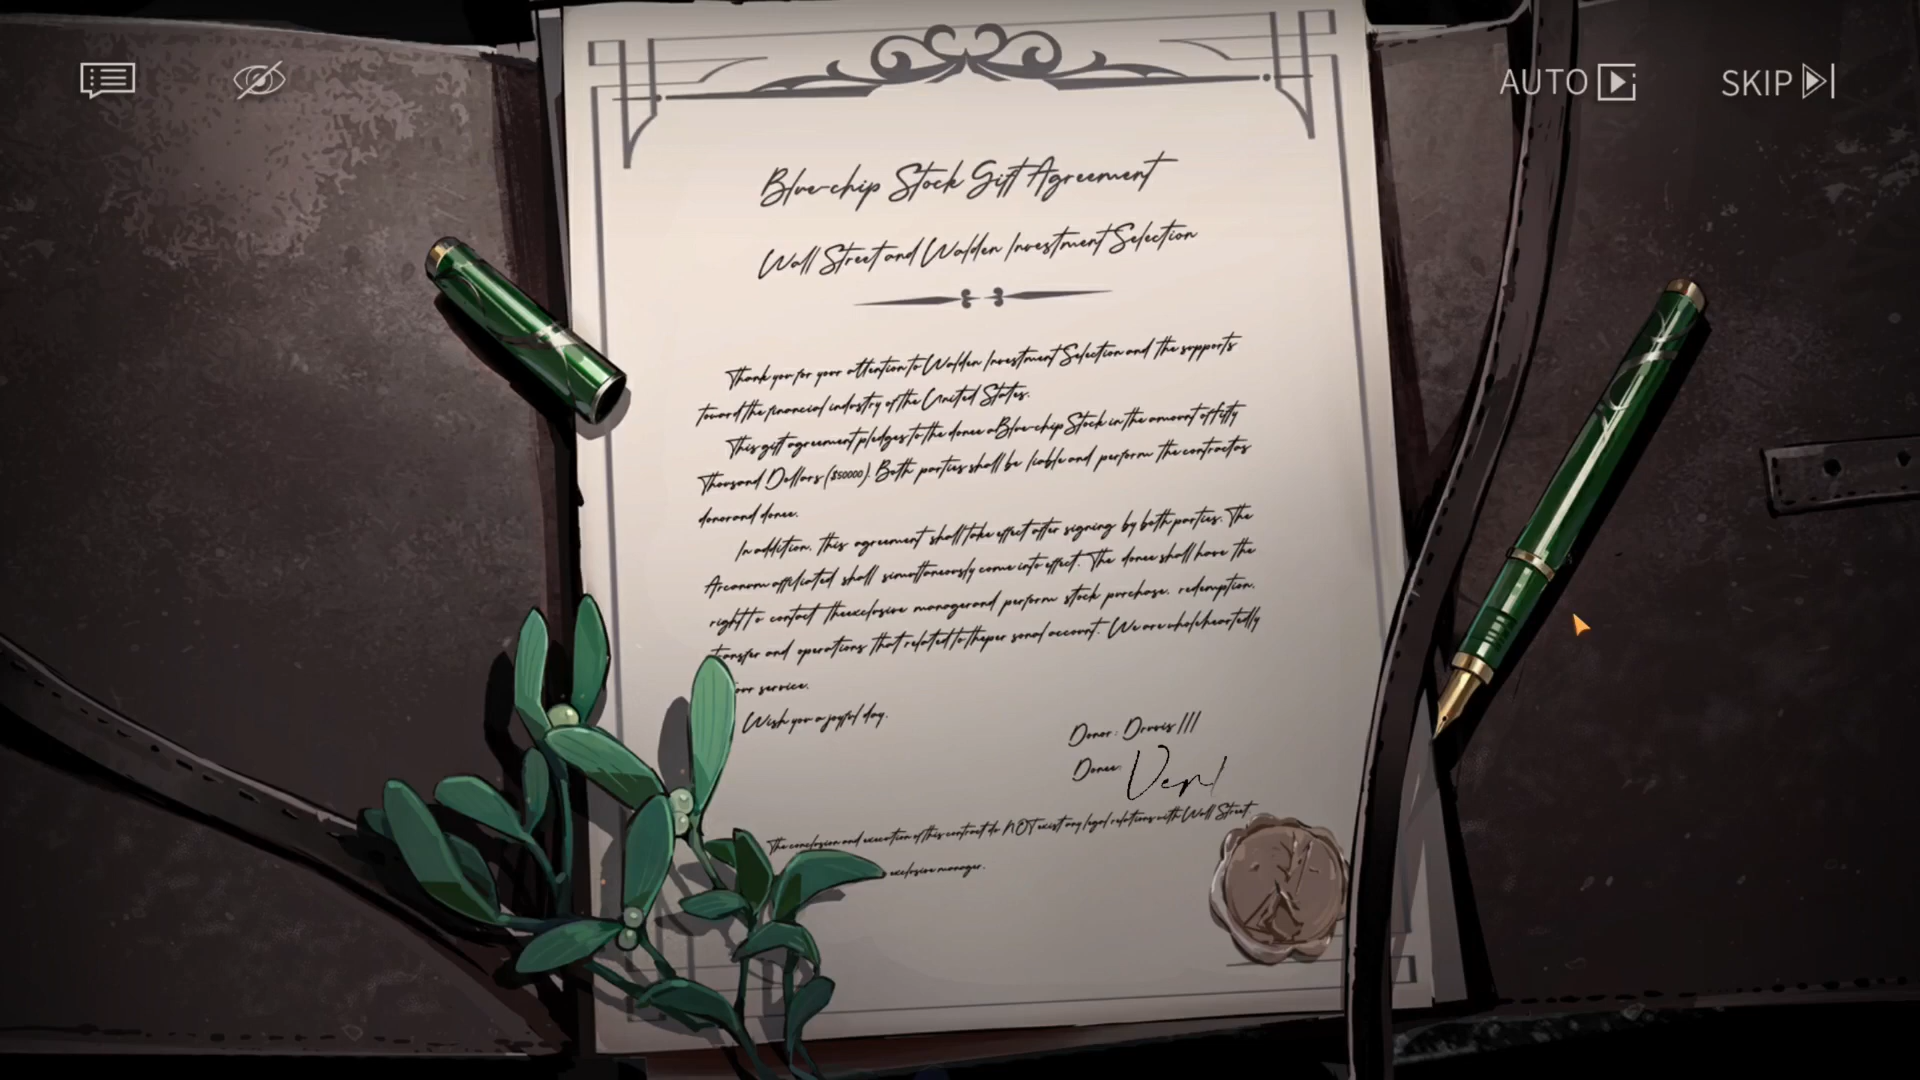 AUTO
SKIP
Blue-chip Stock Gift Agreement
Wall Street and Walden Investment Selection
Thank you for your attention to Walden Investment Selection and the supports
toward the financial industry of the United States.
This gift agreement pledges to the donee a Blue-chip Stock in the amount of fifty
Thousand Dollars ($50000). Both parties shall be liable and perform the contract as
donor and donee.
In addition, this agreement shall take effect after signing by both parties. The
Arcanum affiliated shall simultaneously come into effect. The donee shall have the
right to contact the exclusive manager and perform stock purchase, redemption,
transfer and operations that related to the per sonal account. We are wholeheartedly
our service.
Wish you a joyful day.
Donor: Druvis III
Donee:
The conclusion and execution of this contract do NOT exist any legal relations with Wall Street
exclusive manager.